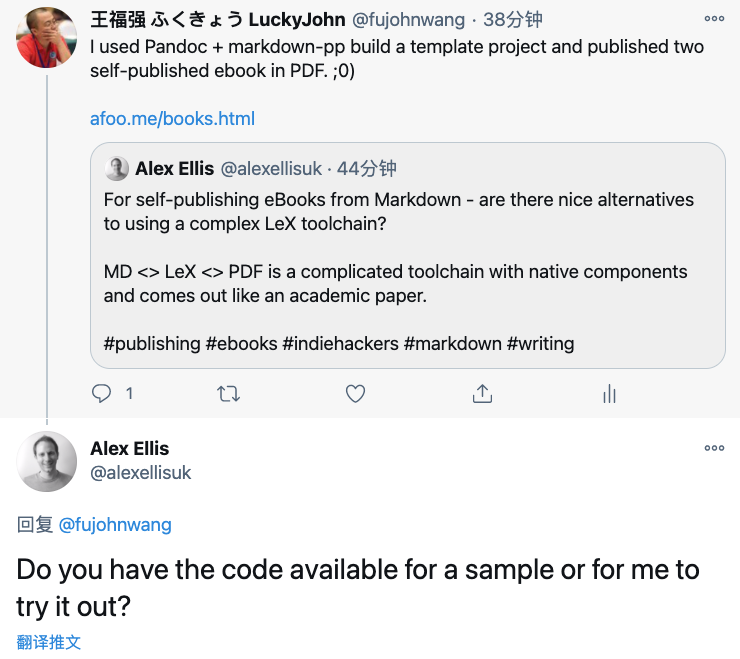 王福强 ふくきょう LuckyJohn @fujohnwang · 38分钟
I used Pandoc + markdown-pp build a template project and published two
self-published ebook in PDF. ;0)
afoo.me/books.html
Alex Ellis @alexellisuk · 44分钟
For self-publishing eBooks from Markdown - are there nice alternatives
to using a complex LeX toolchain?
MD <> LeX <> PDF is a complicated toolchain with native components
and comes out like an academic paper.
#publishing #ebooks #indiehackers #markdown #writing
1
Alex Ellis
@alexellisuk
回复 @fujohnwang
Do you have the code available for a sample or for me to
try it out?
翻译推文